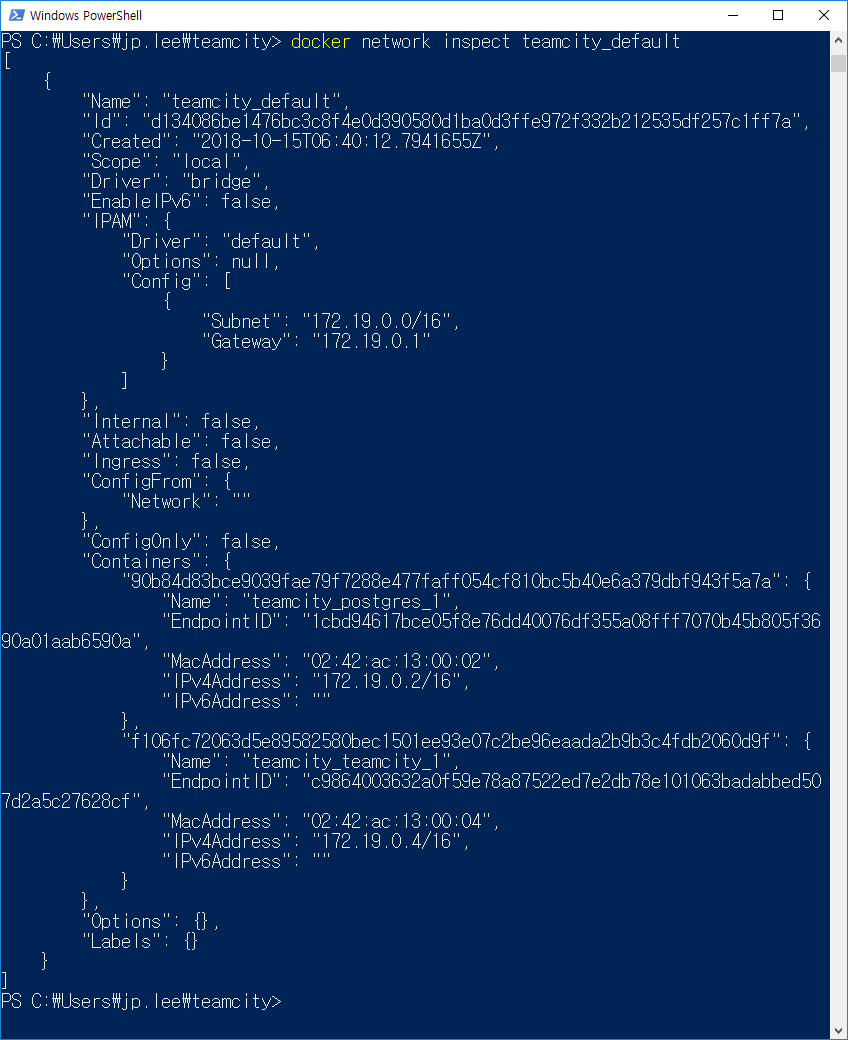 Windows PowerShell
PS C:₩Users₩jp.lee₩teamcity> docker network inspect teamcity_default
[
    {
        "Name": "teamcity_default",
        "Id": "d134086be1476bc3c8f4e0d390580d1ba0d3ffe972f332b212535df257c1ff7a",
        "Created": "2018-10-15T06:40:12.7941655Z",
        "Scope": "local",
        "Driver": "bridge",
        "EnableIPv6": false,
        "IPAM": {
            "Driver": "default",
            "Options": null,
            "Config": [
                {
                    "Subnet": "172.19.0.0/16",
                    "Gateway": "172.19.0.1"
                }
            ]
        },
        "Internal": false,
        "Attachable": false,
        "Ingress": false,
        "ConfigFrom": {
            "Network": ""
        },
        "ConfigOnly": false,
        "Containers": {
            "90b84d83bce9039fae79f7288e477faff054cf810bc5b40e6a379dbf943f5a7a": {
                "Name": "teamcity_postgres_1",
                "EndpointID": "1cbd94617bce05f8e76dd40076df355a08fff7070b45b805f36
90a01aab6590a",
                "MacAddress": "02:42:ac:13:00:02",
                "IPv4Address": "172.19.0.2/16",
                "IPv6Address": ""
            },
            "f106fc72063d5e89582580bec1501ee93e07c2be96eaada2b9b3c4fdb2060d9f": {
                "Name": "teamcity_teamcity_1",
                "EndpointID": "c9864003632a0f59e78a87522ed7e2db78e101063badabbed50
7d2a5c27628cf",
                "MacAddress": "02:42:ac:13:00:04",
                "IPv4Address": "172.19.0.4/16",
                "IPv6Address": ""
            }
        },
        "Options": {},
        "Labels": {}
    }
]
PS C:₩Users₩jp.lee₩teamcity>